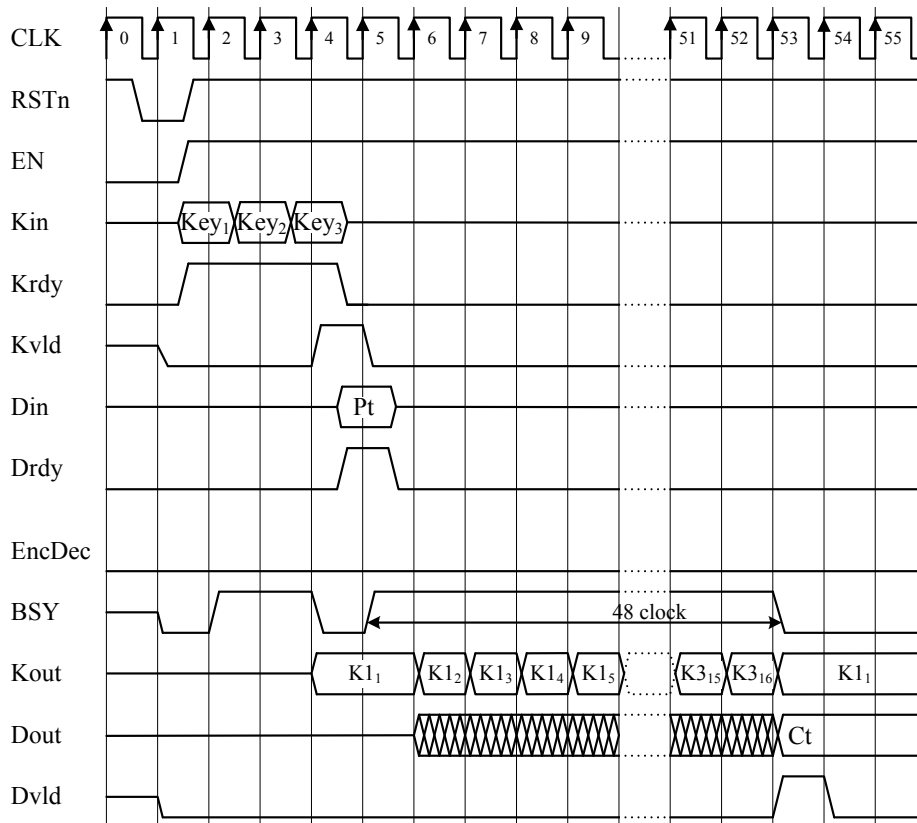 CLK 0 1 2 3 4 5 6 7 8 9 51 52 53 54 55
RSTn
EN
Kin Key₁ Key₂ Key₃
Krdy
Kvld
Din Pt
Drdy
EncDec
BSY 48 clock
Kout K1₁ K1₂ K1₃ K1₄ K1₅ K3₁₅ K3₁₆ K1₁
Dout Ct
Dvld